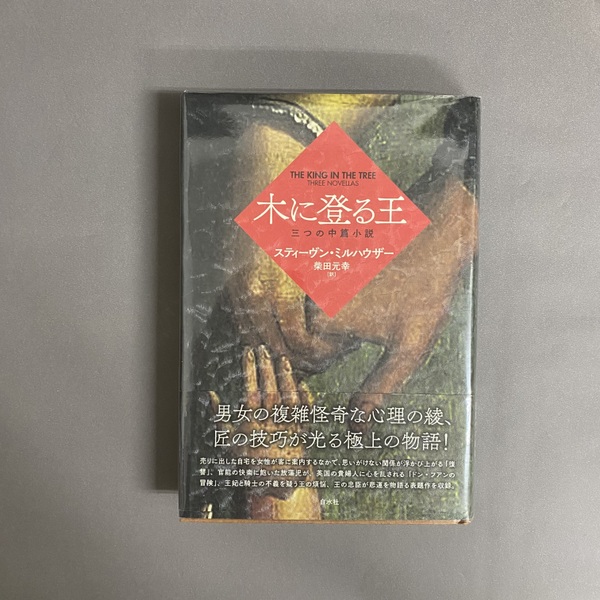 THE KING IN THE TREE
THREE NOVELLAS
木に登る王
三つの中篇小説
スティーヴン・ミルハウザー
柴田元幸
[訳]
男女の複雑怪奇な心理の綾、
匠の技巧が光る極上の物語!
売りに出した自宅を女性が客に案内するなかで、思いがけない関係が浮かび上がる「復
讐」、官能の快楽に飽いた放蕩児が、英国の貴婦人に心を乱される「ドン・フアンの
冒険」、王妃と騎士の不義を疑う王の煩悶、王の忠臣が悲運を物語る表題作を収録。
白水社